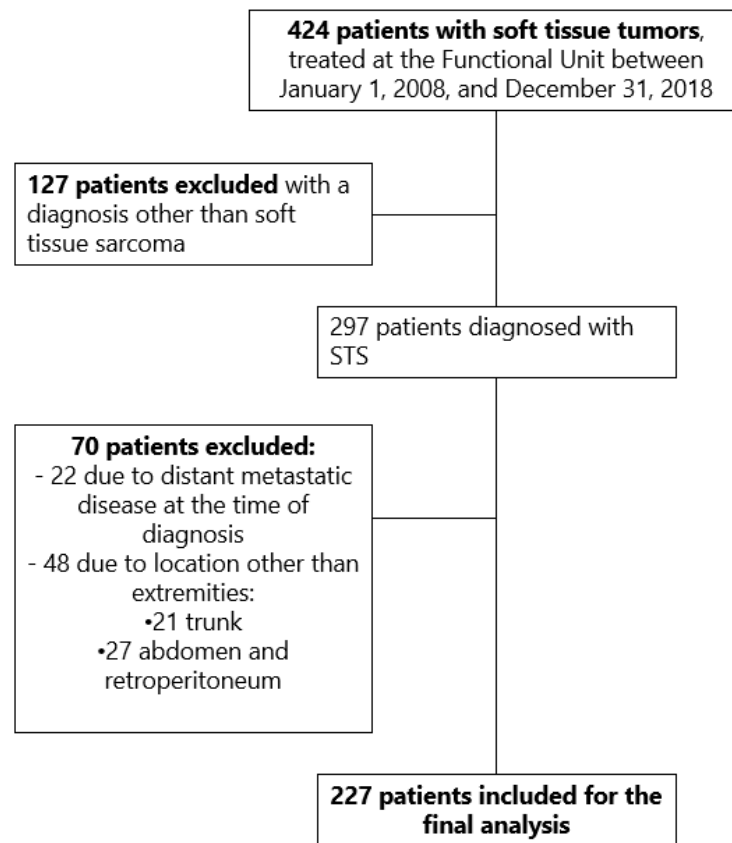 424 patients with soft tissue tumors,
treated at the Functional Unit between
January 1, 2008, and December 31, 2018
127 patients excluded with a
diagnosis other than soft
tissue sarcoma
297 patients diagnosed with
STS
70 patients excluded:
- 22 due to distant metastatic
disease at the time of
diagnosis
- 48 due to location other than
extremities:
•21 trunk
•27 abdomen and
retroperitoneum
227 patients included for the
final analysis